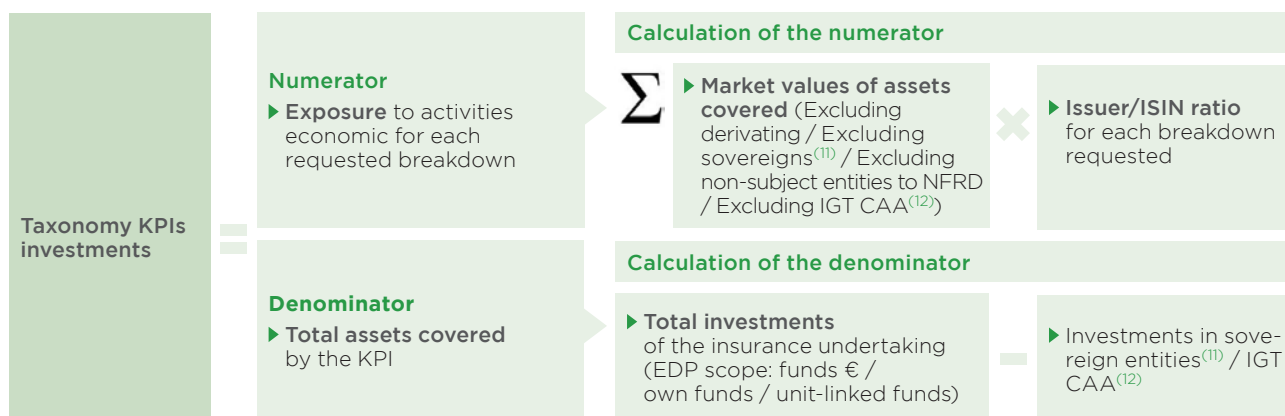 Taxonomy KPIs
investments
=
Numerator
▶ Exposure to activities
economic for each
requested breakdown
Calculation of the numerator
Σ
▶ Market values of assets
covered (Excluding
derivating / Excluding
sovereigns(11) / Excluding
non-subject entities to NFRD
/ Excluding IGT CAA(12))
×
▶ Issuer/ISIN ratio
for each breakdown
requested
Denominator
▶ Total assets covered
by the KPI
Calculation of the denominator
▶ Total investments
of the insurance undertaking
(EDP scope: funds € /
own funds / unit-linked funds)
-
▶ Investments in sove-
reign entities(11) / IGT
CAA(12)